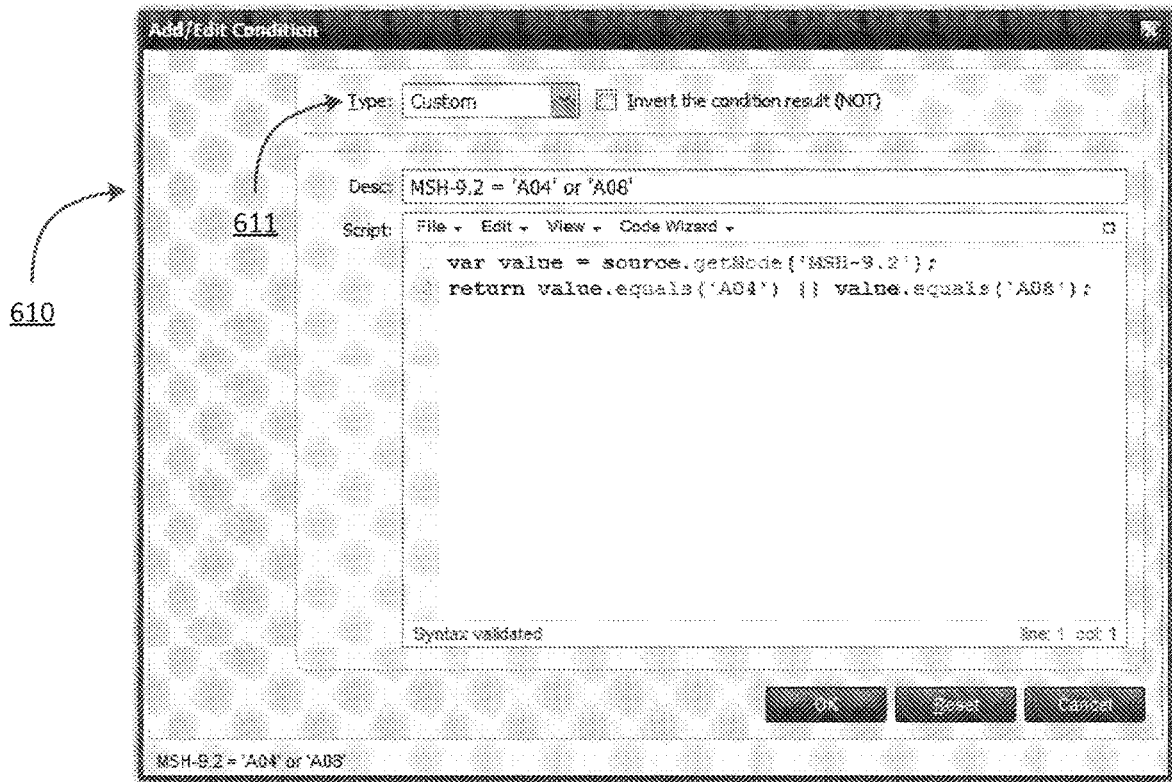 Add/Edit Condition
Type: Custom Invert the condition result (NOT)
611
610
Desc: MSH-9.2 = 'A04' or 'A08'
Script: File Edit View Code Wizard
var value = source.getNode('MSH-9.2');
return value.equals('A04') || value.equals('A08');
Syntax validated line: 1 col: 1
OK Reset Cancel
MSH-9.2 = 'A04' or 'A08'